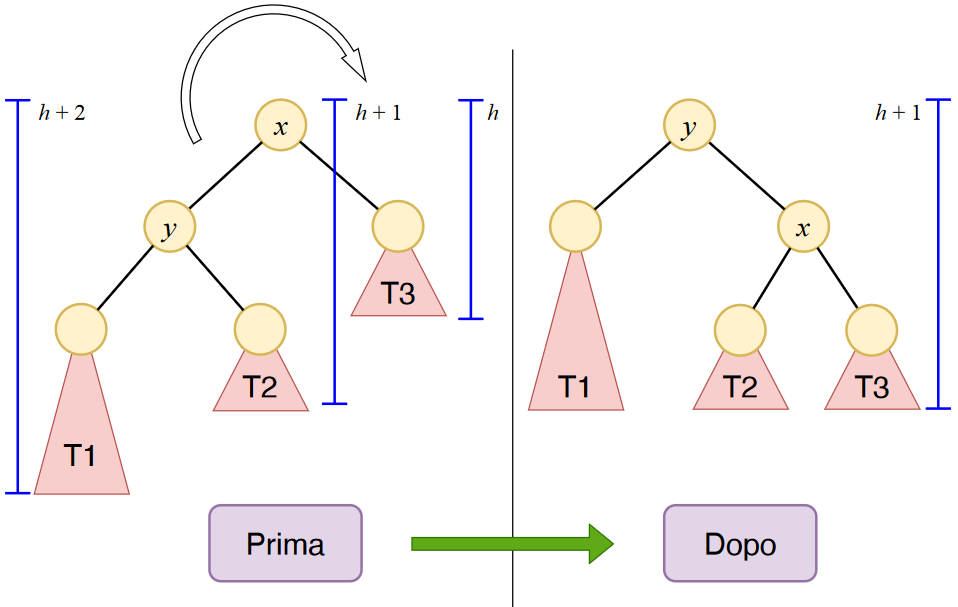 h + 2
x
h + 1
h
y
T3
T2
T1
Prima
y
h + 1
x
T1
T2
T3
Dopo